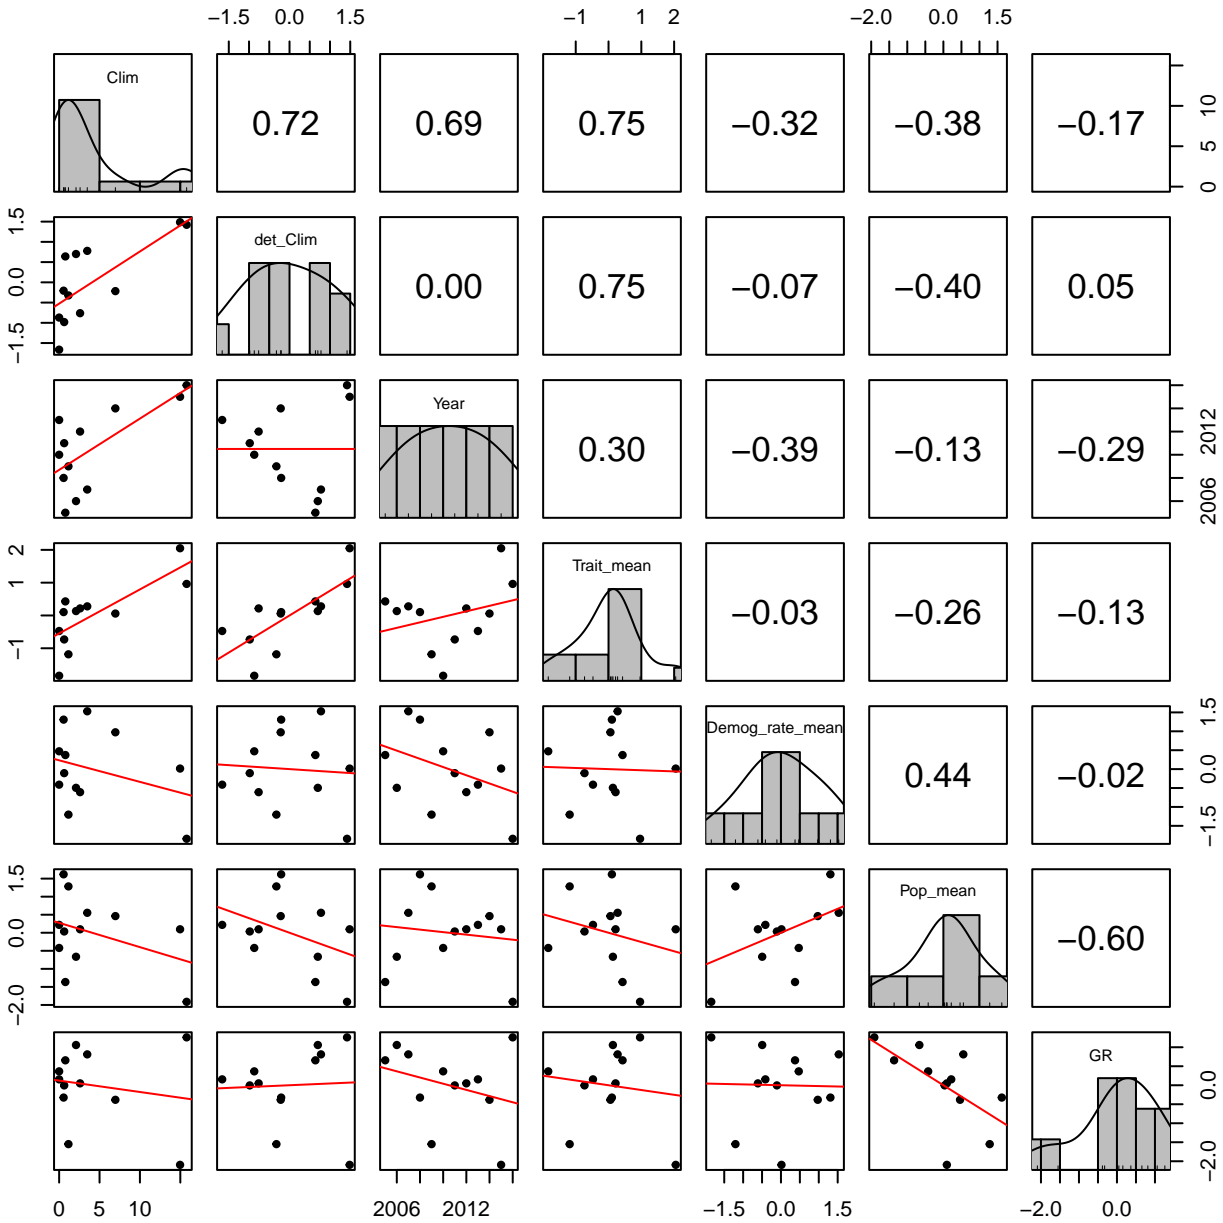 −1.5 0.0 1.5 −1 1 2 −2.0 0.0 1.5
Clim 0.72 0.69 0.75 −0.32 −0.38 −0.17 0 5 10
−1.5 0.0 1.5 det_Clim 0.00 0.75 −0.07 −0.40 0.05
Year 0.30 −0.39 −0.13 −0.29 2006 2012
−1 1 2 Trait_mean −0.03 −0.26 −0.13
Demog_rate_mean 0.44 −0.02 −1.5 0.0 1.5
−2.0 0.0 1.5 Pop_mean −0.60
GR −2.0 0.0
0 5 10 2006 2012 −1.5 0.0 1.5 −2.0 0.0